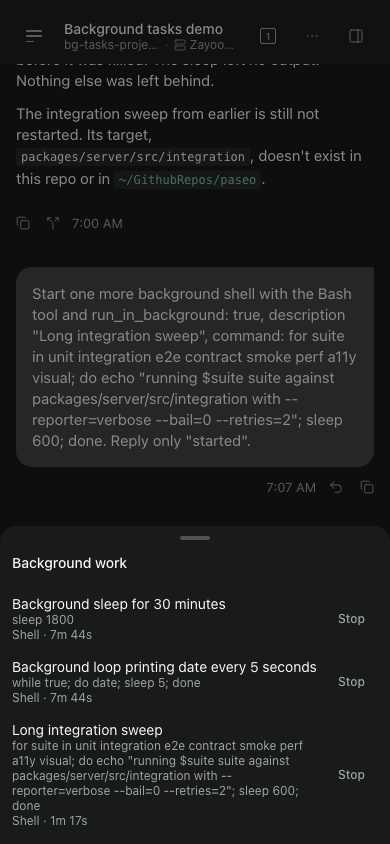 Background tasks demo
bg-tasks-proje... · Zayoo...
1
before it was killed. The sleep left no output.
Nothing else was left behind.
The integration sweep from earlier is still not
restarted. Its target,
packages/server/src/integration, doesn't exist in
this repo or in ~/GithubRepos/paseo.
7:00 AM
Start one more background shell with the Bash
tool and run_in_background: true, description
"Long integration sweep", command: for suite
in unit integration e2e contract smoke perf a11y
visual; do echo "running $suite suite against
packages/server/src/integration with --
reporter=verbose --bail=0 --retries=2"; sleep
600; done. Reply only "started".
7:07 AM
Background work
Background sleep for 30 minutes
sleep 1800
Shell · 7m 44s
Stop
Background loop printing date every 5 seconds
while true; do date; sleep 5; done
Shell · 7m 44s
Stop
Long integration sweep
for suite in unit integration e2e contract smoke perf
a11y visual; do echo "running $suite suite against
packages/server/src/integration with --
reporter=verbose --bail=0 --retries=2"; sleep 600;
done
Shell · 1m 17s
Stop